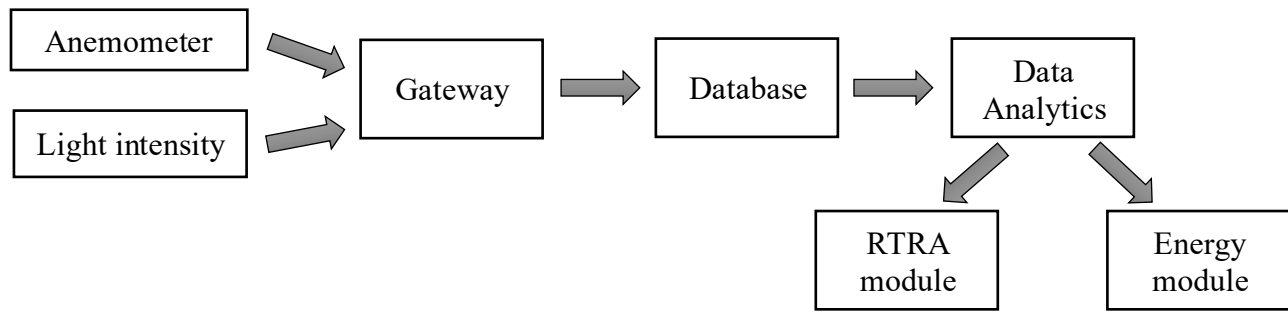 Anemometer
Light intensity
Gateway
Database
Data
Analytics
RTRA
module
Energy
module